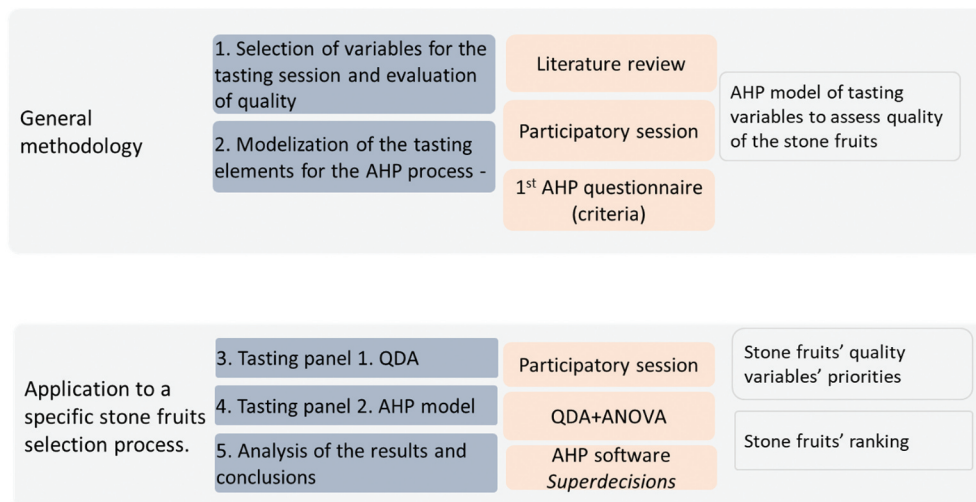 General
methodology
1. Selection of variables for the
tasting session and evaluation
of quality
2. Modelization of the tasting
elements for the AHP process -
Literature review
Participatory session
1st AHP questionnaire
(criteria)
AHP model of tasting
variables to assess quality
of the stone fruits
Application to a
specific stone fruits
selection process.
3. Tasting panel 1. QDA
4. Tasting panel 2. AHP model
5. Analysis of the results and
conclusions
Participatory session
QDA+ANOVA
AHP software
Superdecisions
Stone fruits' quality
variables' priorities
Stone fruits' ranking